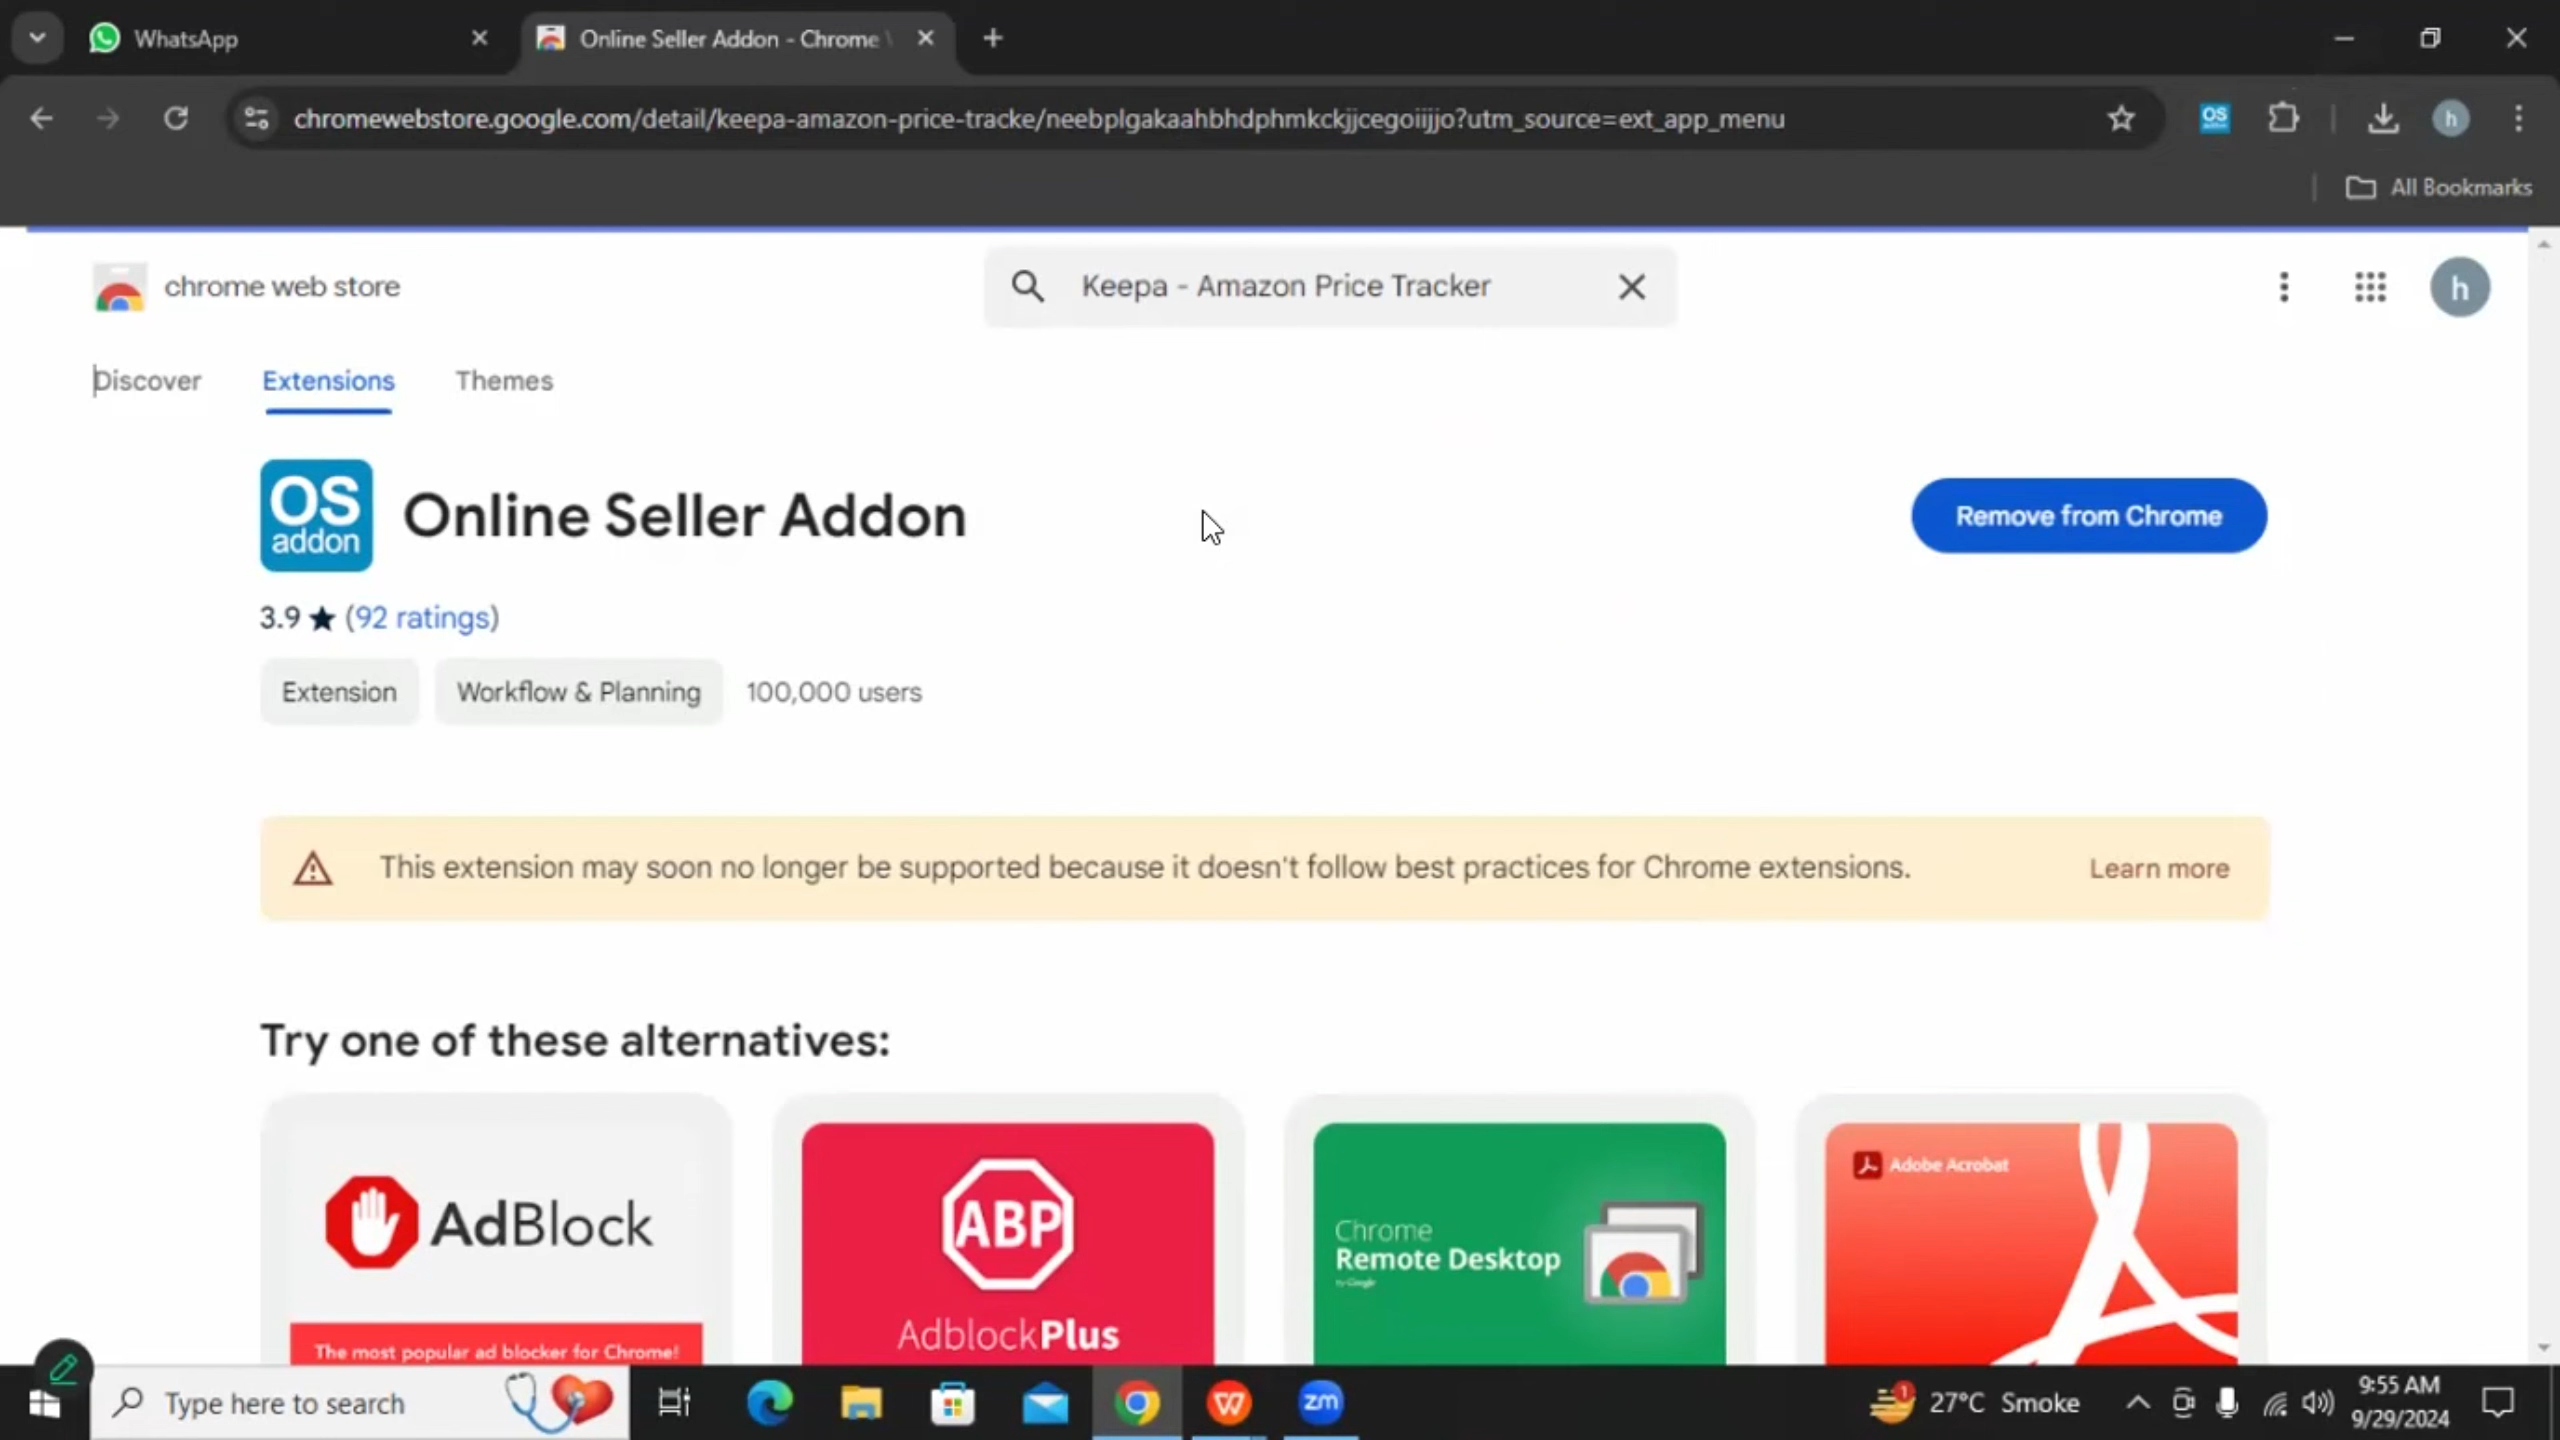 WhatsApp
Online Seller Addon - Chrome
chromewebstore.google.com/detail/keepa-amazon-price-tracke/neebplgakaahbhdphmkckjjcegoiijjo?utm_source=ext_app_menu
OS
h
All Bookmarks
chrome web store
Keepa - Amazon Price Tracker
h
Discover
Extensions
Themes
OS
addon
Online Seller Addon
Remove from Chrome
3.9 ★ (92 ratings)
Extension
Workflow & Planning
100,000 users
This extension may soon no longer be supported because it doesn't follow best practices for Chrome extensions.
Learn more
Try one of these alternatives:
AdBlock
The most popular ad blocker for Chrome!
ABP
AdblockPlus
Chrome
Remote Desktop
by Google
Adobe Acrobat
Type here to search
W
zm
1
27°C Smoke
9:55 AM
9/29/2024